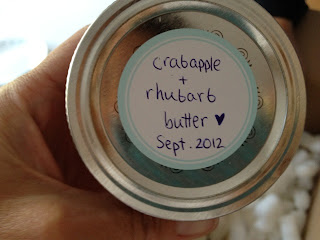 crabapple
+
rhubarb
butter ♥
Sept. 2012